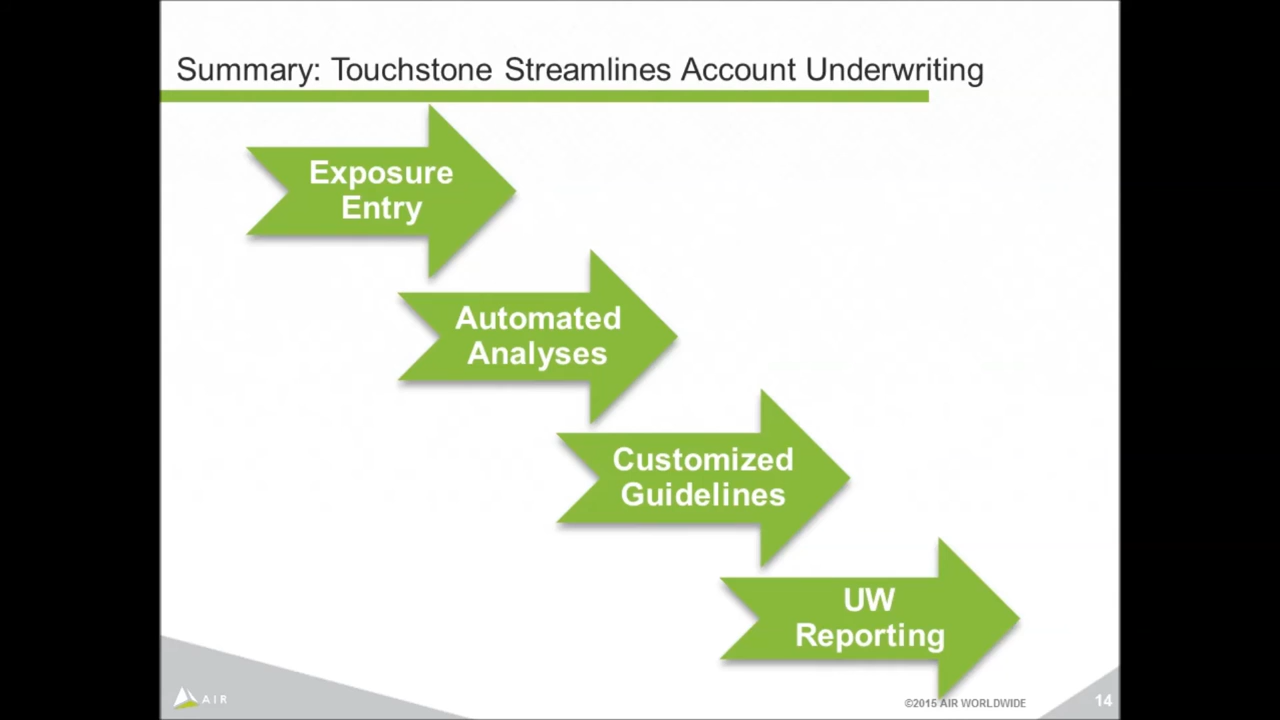 Summary: Touchstone Streamlines Account Underwriting
Exposure
Entry
Automated
Analyses
Customized
Guidelines
UW
Reporting
AIR
©2015 AIR WORLDWIDE
14